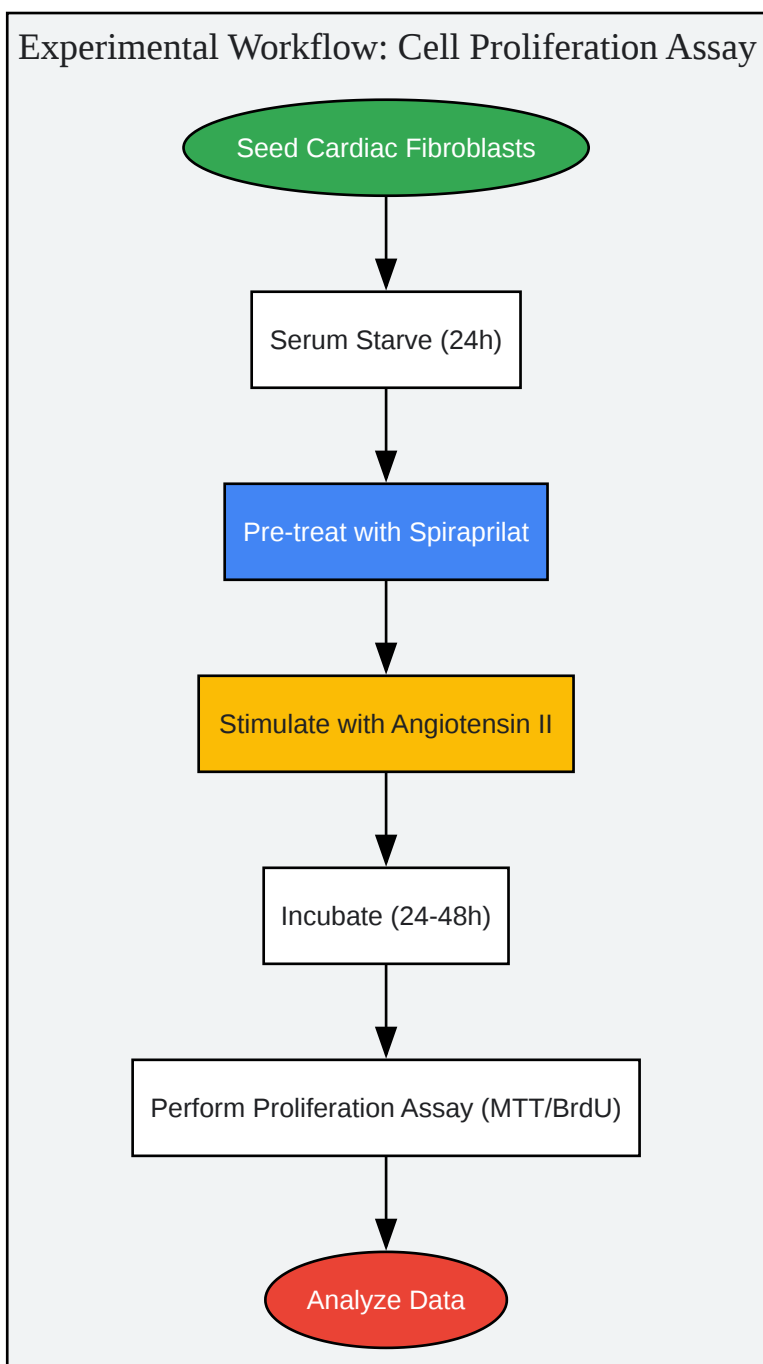 Experimental Workflow: Cell Proliferation Assay
Seed Cardiac Fibroblasts
Serum Starve (24h)
Pre-treat with Spiraprilat
Stimulate with Angiotensin II
Incubate (24-48h)
Perform Proliferation Assay (MTT/BrdU)
Analyze Data